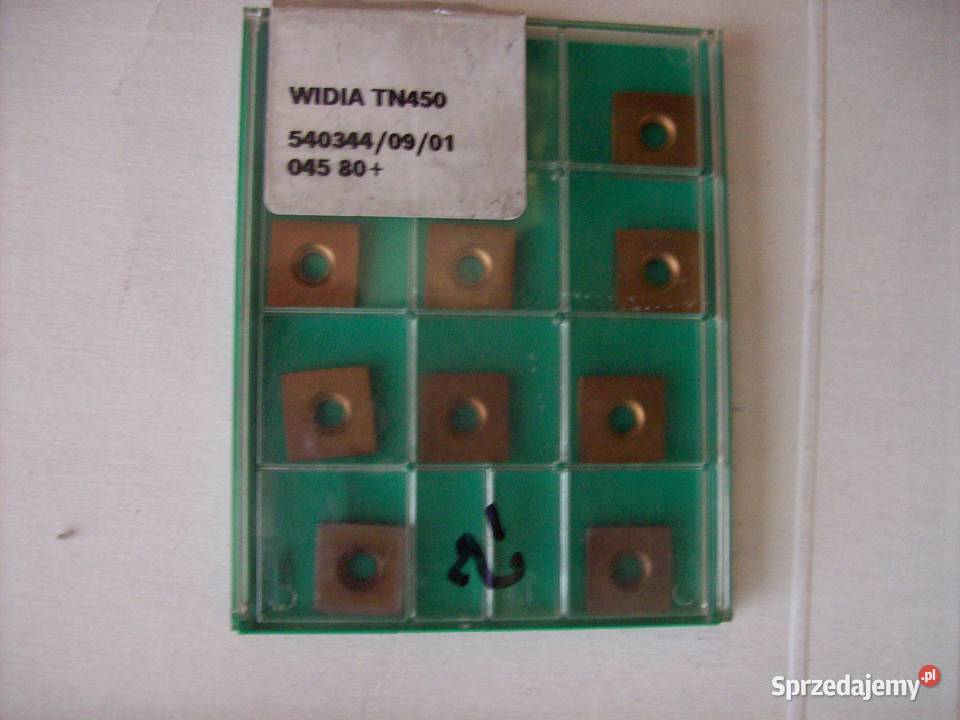 WIDIA TN450
540344/09/01
045 80+
Sprzedajemy.pl